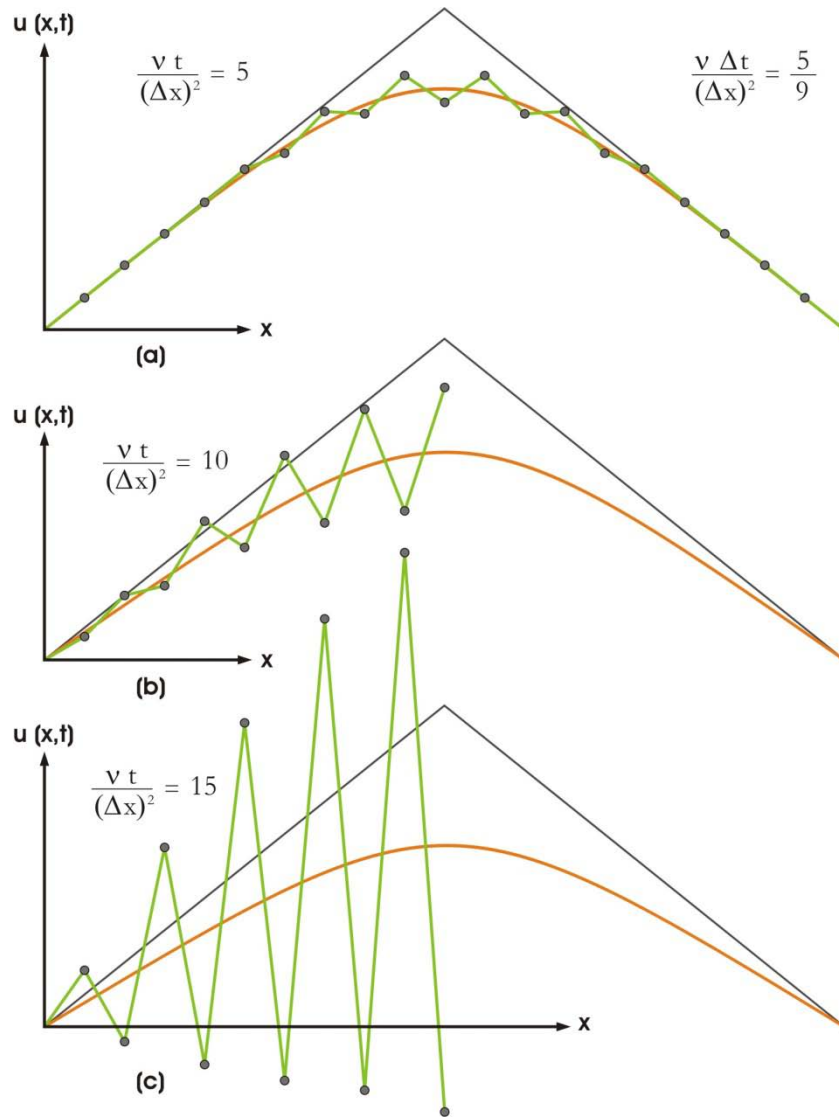 u (x,t)
ν t / (Δx)² = 5
ν Δt / (Δx)² = 5/9
x
(a)
u (x,t)
ν t / (Δx)² = 10
x
(b)
u (x,t)
ν t / (Δx)² = 15
x
(c)